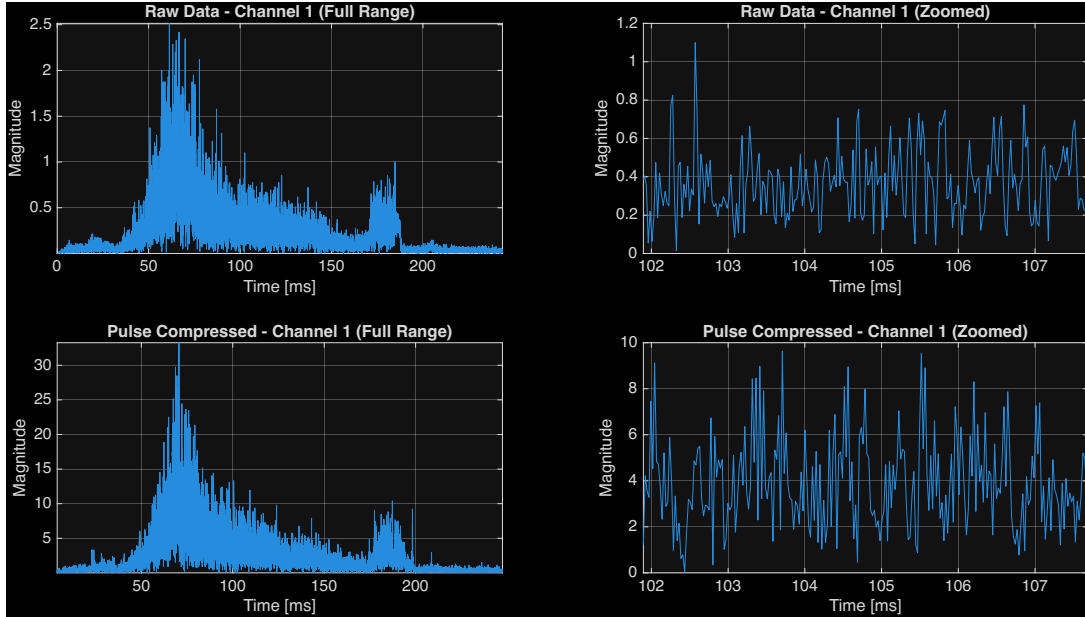 Raw Data - Channel 1 (Full Range)
2.5
2
1.5
1
0.5
Magnitude
0 50 100 150 200
Time [ms]
Raw Data - Channel 1 (Zoomed)
1.2
1
0.8
0.6
0.4
0.2
0
Magnitude
102 103 104 105 106 107
Time [ms]
Pulse Compressed - Channel 1 (Full Range)
30
25
20
15
10
5
Magnitude
50 100 150 200
Time [ms]
Pulse Compressed - Channel 1 (Zoomed)
10
8
6
4
2
0
Magnitude
102 103 104 105 106 107
Time [ms]